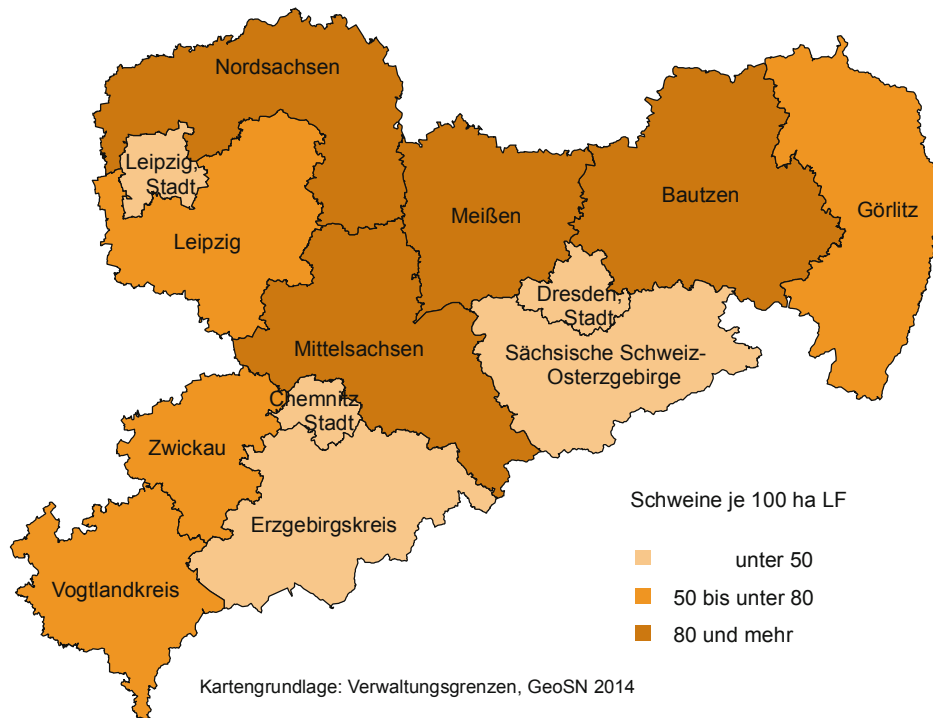 Nordsachsen
Leipzig,
Stadt
Leipzig
Meißen
Bautzen
Görlitz
Dresden,
Stadt
Mittelsachsen
Sächsische Schweiz-
Osterzgebirge
Chemnitz,
Stadt
Zwickau
Erzgebirgskreis
Vogtlandkreis
Schweine je 100 ha LF
unter 50
50 bis unter 80
80 und mehr
Kartengrundlage: Verwaltungsgrenzen, GeoSN 2014